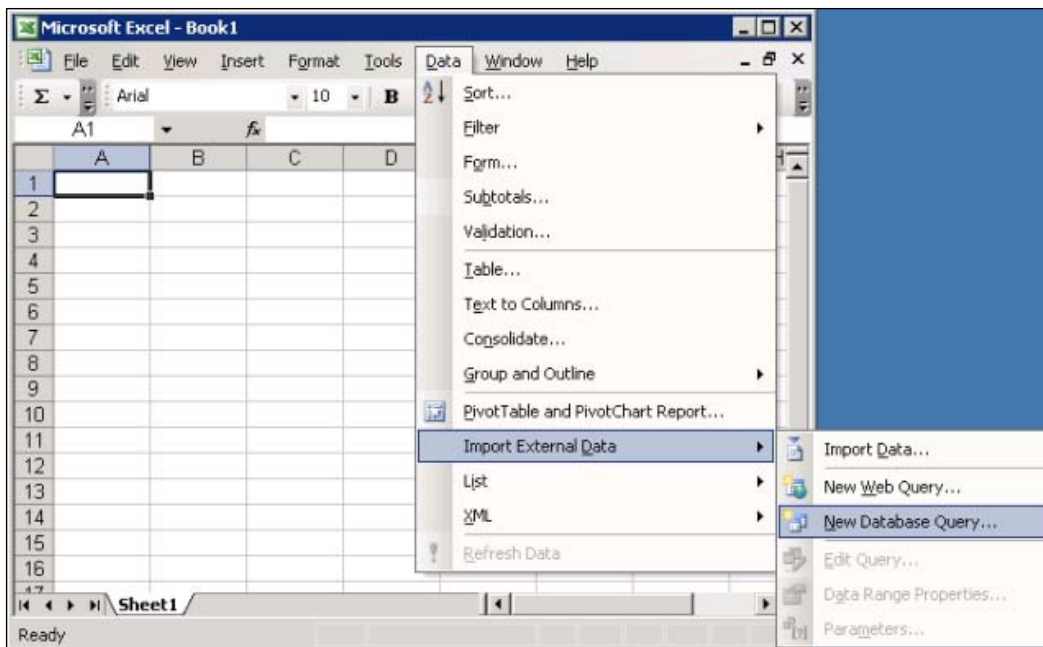 Microsoft Excel - Book1
File Edit View Insert Format Tools Data Window Help
Σ Arial 10 B
A1 fx
A B C D H
1
2
3
4
5
6
7
8
9
10
11
12
13
14
15
16
17
Sort...
Filter
Form...
Subtotals...
Validation...
Table...
Text to Columns...
Consolidate...
Group and Outline
PivotTable and PivotChart Report...
Import External Data
List
XML
Refresh Data
Import Data...
New Web Query...
New Database Query...
Edit Query...
Data Range Properties...
Parameters...
Sheet1
Ready